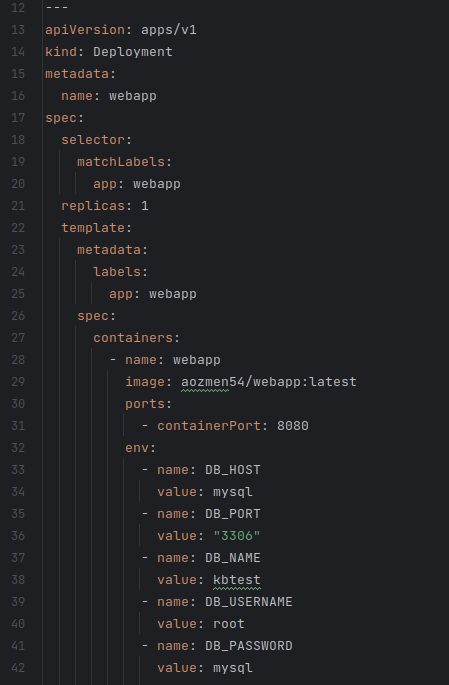 12 ---
13 apiVersion: apps/v1
14 kind: Deployment
15 metadata:
16   name: webapp
17 spec:
18   selector:
19     matchLabels:
20       app: webapp
21   replicas: 1
22   template:
23     metadata:
24       labels:
25         app: webapp
26     spec:
27       containers:
28         - name: webapp
29           image: aozmen54/webapp:latest
30           ports:
31             - containerPort: 8080
32           env:
33             - name: DB_HOST
34               value: mysql
35             - name: DB_PORT
36               value: "3306"
37             - name: DB_NAME
38               value: kbtest
39             - name: DB_USERNAME
40               value: root
41             - name: DB_PASSWORD
42               value: mysql